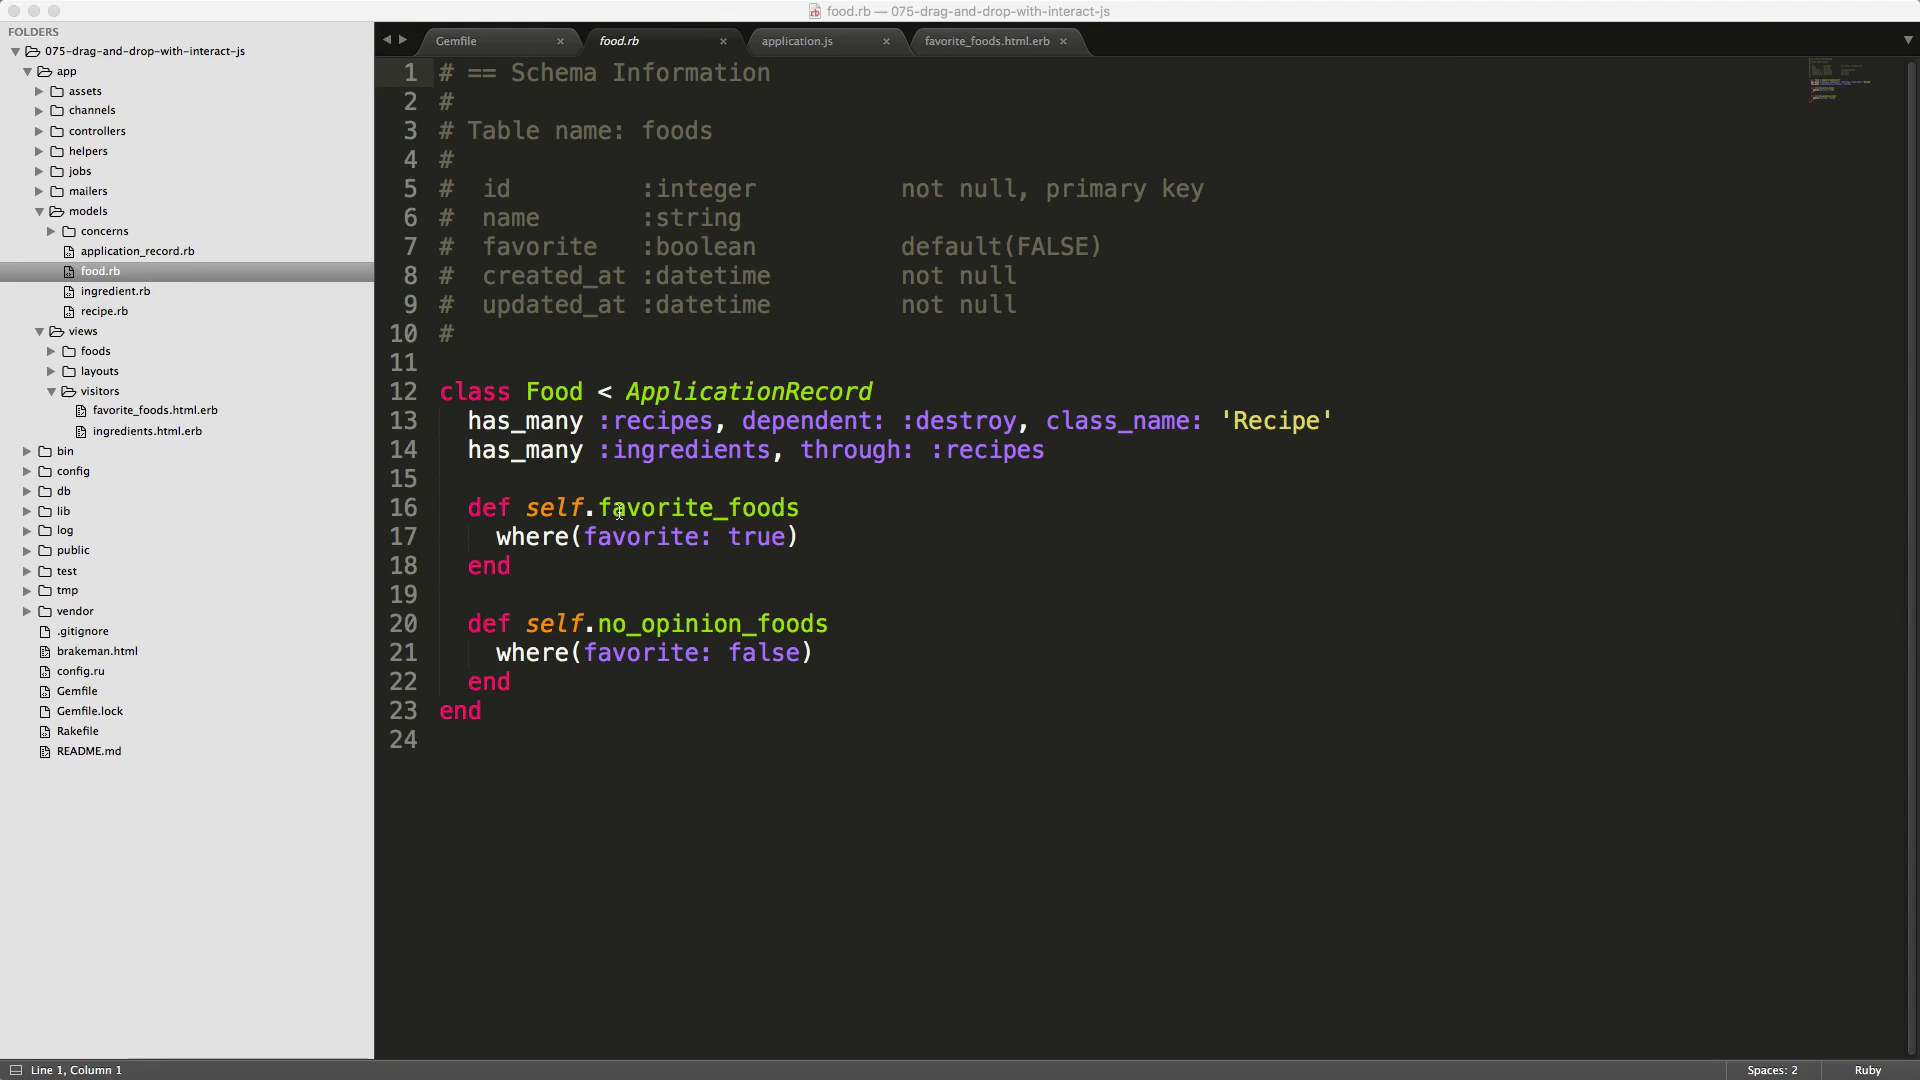 food.rb — 075-drag-and-drop-with-interact-js
FOLDERS
075-drag-and-drop-with-interact-js
app
assets
channels
controllers
helpers
jobs
mailers
models
concerns
application_record.rb
food.rb
ingredient.rb
recipe.rb
views
foods
layouts
visitors
favorite_foods.html.erb
ingredients.html.erb
bin
config
db
lib
log
public
test
tmp
vendor
.gitignore
brakeman.html
config.ru
Gemfile
Gemfile.lock
Rakefile
README.md
Gemfile × food.rb × application.js × favorite_foods.html.erb ×
1 # == Schema Information
2 #
3 # Table name: foods
4 #
5 #  id         :integer          not null, primary key
6 #  name       :string
7 #  favorite   :boolean          default(FALSE)
8 #  created_at :datetime         not null
9 #  updated_at :datetime         not null
10 #
11
12 class Food < ApplicationRecord
13   has_many :recipes, dependent: :destroy, class_name: 'Recipe'
14   has_many :ingredients, through: :recipes
15
16   def self.favorite_foods
17     where(favorite: true)
18   end
19
20   def self.no_opinion_foods
21     where(favorite: false)
22   end
23 end
24
Line 1, Column 1 Spaces: 2 Ruby